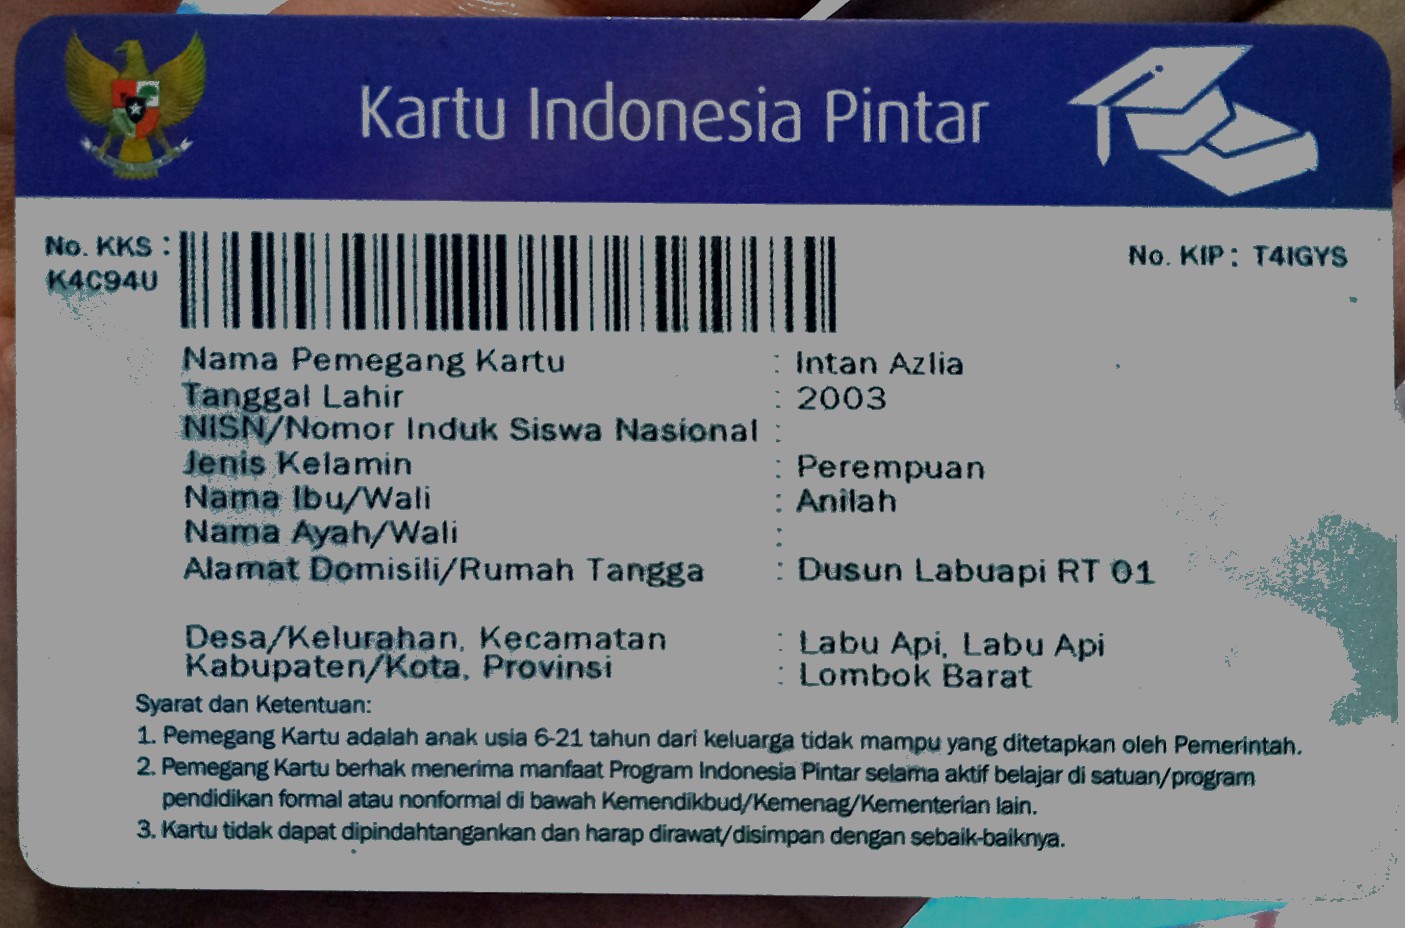 Kartu Indonesia Pintar
No. KKS :
K4C94U
No. KIP : T4IGYS
Nama Pemegang Kartu : Intan Azlia
Tanggal Lahir : 2003
NISN/Nomor Induk Siswa Nasional :
Jenis Kelamin : Perempuan
Nama Ibu/Wali : Anilah
Nama Ayah/Wali :
Alamat Domisili/Rumah Tangga : Dusun Labuapi RT 01
Desa/Kelurahan, Kecamatan : Labu Api, Labu Api
Kabupaten/Kota, Provinsi : Lombok Barat
Syarat dan Ketentuan:
1. Pemegang Kartu adalah anak usia 6-21 tahun dari keluarga tidak mampu yang ditetapkan oleh Pemerintah.
2. Pemegang Kartu berhak menerima manfaat Program Indonesia Pintar selama aktif belajar di satuan/program
pendidikan formal atau nonformal di bawah Kemendikbud/Kemenag/Kementerian lain.
3. Kartu tidak dapat dipindahtangankan dan harap dirawat/disimpan dengan sebaik-baiknya.